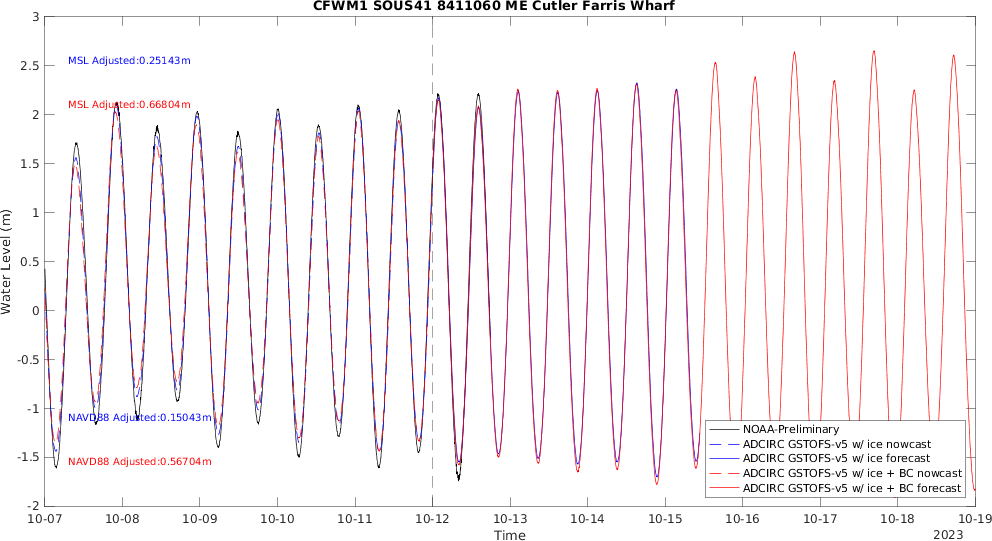 CFWM1 SOUS41 8411060 ME Cutler Farris Wharf
3
2.5
2
1.5
1
0.5
0
-0.5
-1
-1.5
-2
Water Level (m)
MSL Adjusted:0.25143m
MSL Adjusted:0.66804m
NAVD88 Adjusted:0.15043m
NAVD88 Adjusted:0.56704m
NOAA-Preliminary
ADCIRC GSTOFS-v5 w/ ice nowcast
ADCIRC GSTOFS-v5 w/ ice forecast
ADCIRC GSTOFS-v5 w/ ice + BC nowcast
ADCIRC GSTOFS-v5 w/ ice + BC forecast
10-07 10-08 10-09 10-10 10-11 10-12 10-13 10-14 10-15 10-16 10-17 10-18 10-19
Time
2023